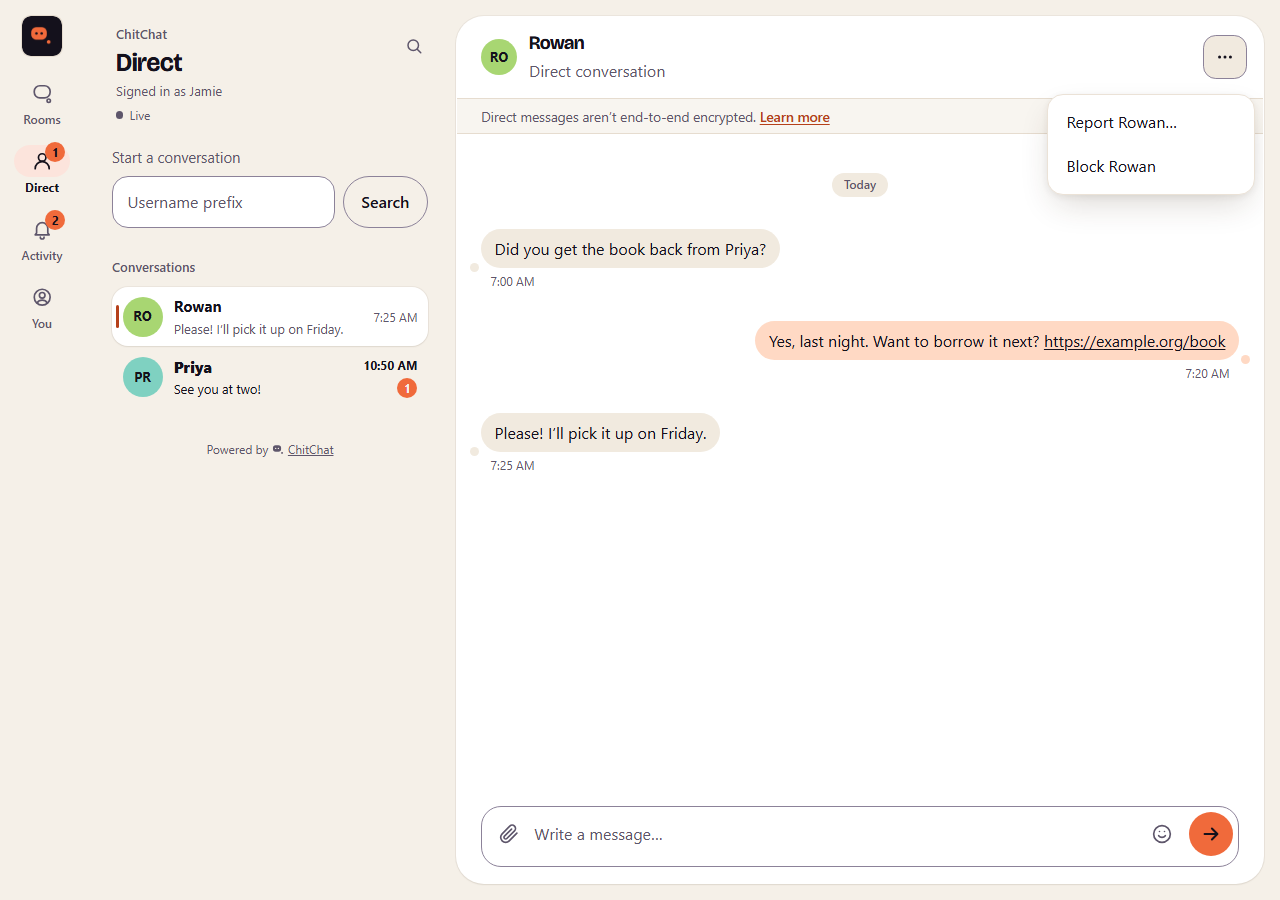 ChitChat
Direct
Signed in as Jamie
Live
Rooms
1
Direct
2
Activity
You
Start a conversation
Username prefix
Search
Conversations
RO
Rowan
7:25 AM
Please! I’ll pick it up on Friday.
PR
Priya
10:50 AM
See you at two!
1
Powered by ChitChat
RO
Rowan
Direct conversation
Direct messages aren’t end-to-end encrypted. Learn more
Report Rowan…
Block Rowan
Today
Did you get the book back from Priya?
7:00 AM
Yes, last night. Want to borrow it next? https://example.org/book
7:20 AM
Please! I’ll pick it up on Friday.
7:25 AM
Write a message…